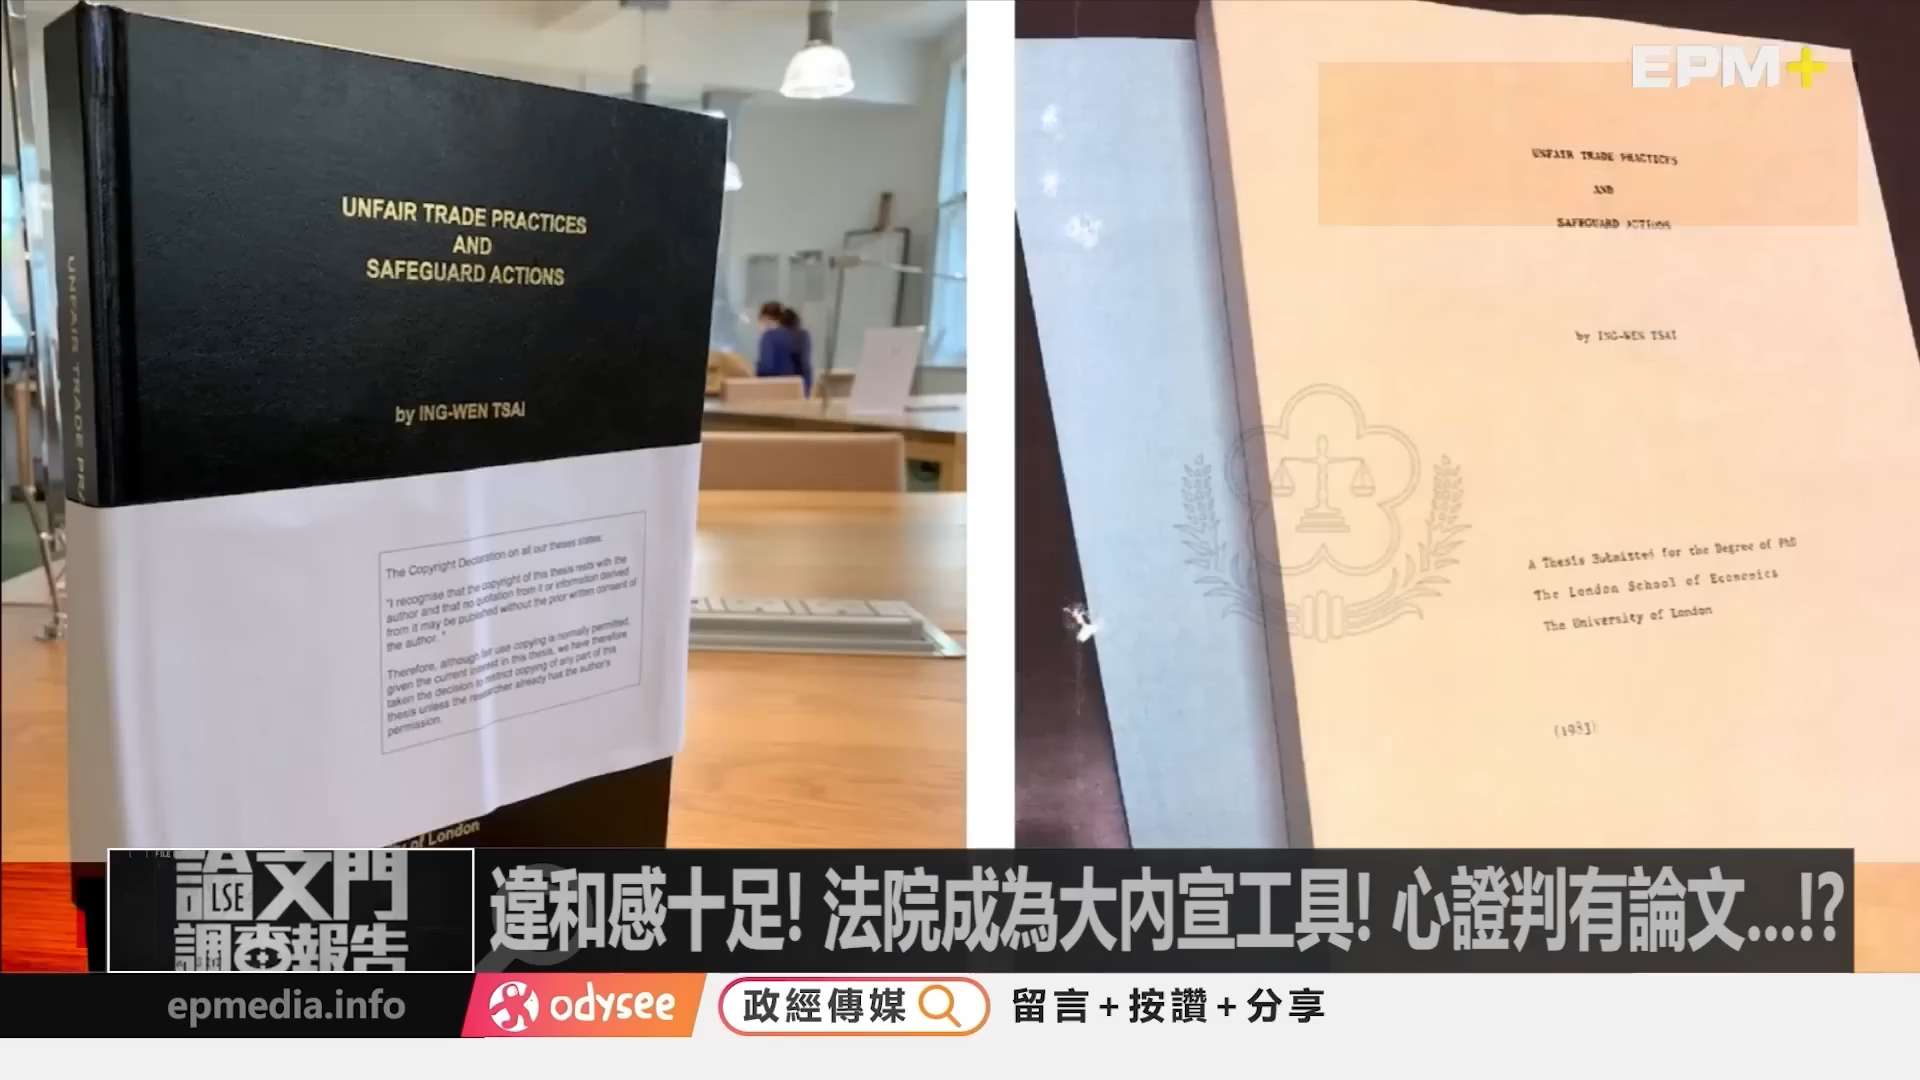 UNFAIR TRADE PRACTICES
AND
SAFEGUARD ACTIONS
by ING-WEN TSAI
UNFAIR TRADE PR
The Copyright Declaration on all our theses states:
"I recognise that the copyright of this thesis rests with the
author and that no quotation from it or information derived
from it may be published without the prior written consent of
the author. "
Therefore, although fair use copying is normally permitted,
given the current interest in this thesis, we have therefore
taken the decision to restrict copying of any part of this
thesis unless the researcher already has the author's
permission.
of London
EPM+
UNFAIR TRADE PRACTICES
AND
SAFEGUARD ACTIONS
by ING-WEN TSAI
A Thesis Submitted for the Degree of PhD
The London School of Economics
The University of London
(1983)
論文門
LSE
調查報告
違和感十足! 法院成為大內宣工具! 心證判有論文...!?
epmedia.info
odysee
政經傳媒
留言+按讚+分享